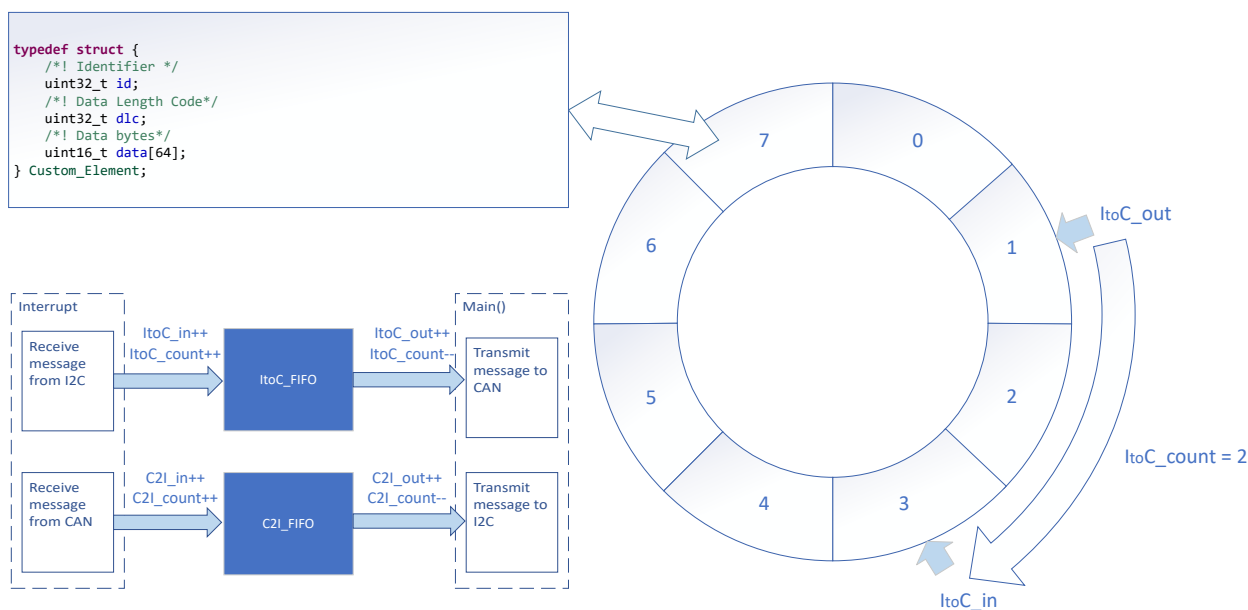 typedef struct {
/*! Identifier */
uint32_t id;
/*! Data Length Code*/
uint32_t dlc;
/*! Data bytes*/
uint16_t data[64];
} Custom_Element;
7
0
6
1
5
2
4
3
ItoC_out
ItoC_count = 2
ItoC_in
Interrupt
Main()
Receive
message
from I2C
ItoC_in++
ItoC_count++
ItoC_FIFO
ItoC_out++
ItoC_count--
Transmit
message to
CAN
Receive
message
from CAN
C2I_in++
C2I_count++
C2I_FIFO
C2I_out++
C2I_count--
Transmit
message to
I2C